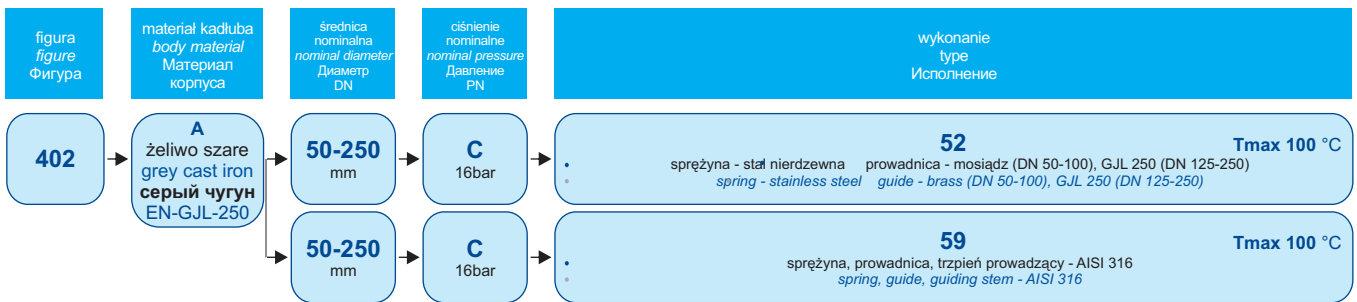 figura
figure
Фигура
materiał kadłuba
body material
Материал
корпуса
średnica
nominalna
nominal diameter
Диаметр
DN
ciśnienie
nominalne
nominal pressure
Давление
PN
wykonanie
type
Исполнение
402
A
żeliwo szare
grey cast iron
серый чугун
EN-GJL-250
50-250
mm
C
16bar
52
Tmax 100 °C
sprężyna - stal nierdzewna prowadnica - mosiądz (DN 50-100), GJL 250 (DN 125-250)
spring - stainless steel guide - brass (DN 50-100), GJL 250 (DN 125-250)
50-250
mm
C
16bar
59
Tmax 100 °C
sprężyna, prowadnica, trzpień prowadzący - AISI 316
spring, guide, guiding stem - AISI 316